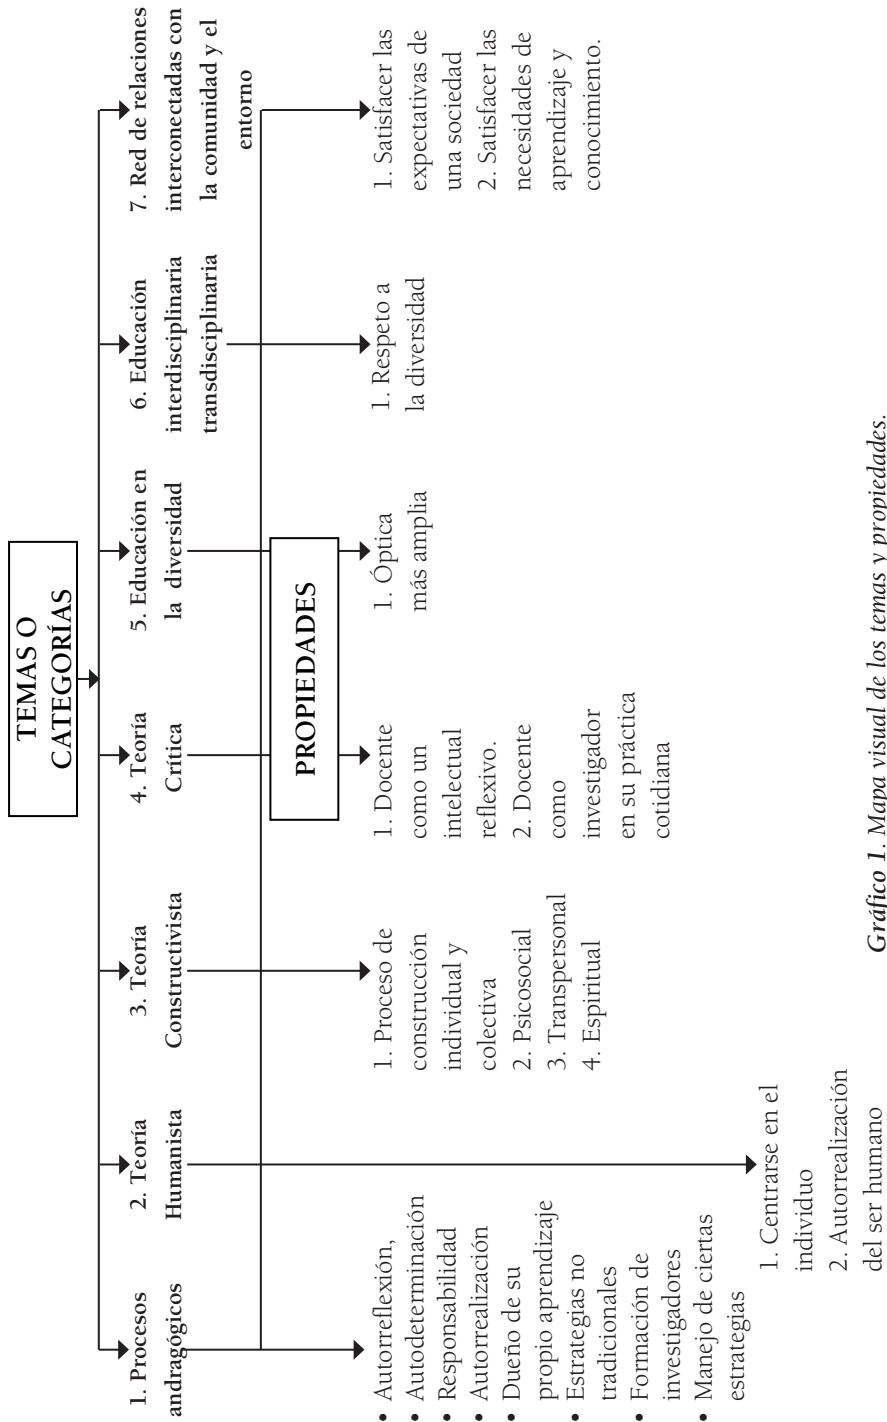 TEMAS O
CATEGORÍAS
1. Procesos
andragógicos
2. Teoría
Humanista
3. Teoría
Constructivista
4. Teoría
Crítica
5. Educación en
la diversidad
6. Educación
interdisciplinaria
transdisciplinaria
7. Red de relaciones
interconectadas con
la comunidad y el
entorno
PROPIEDADES
• Autorreflexión,
• Autodeterminación
• Responsabilidad
• Autorrealización
• Dueño de su
propio aprendizaje
• Estrategias no
tradicionales
• Formación de
investigadores
• Manejo de ciertas
estrategias
1. Centrarse en el
individuo
2. Autorrealización
del ser humano
1. Proceso de
construcción
individual y
colectiva
2. Psicosocial
3. Transpersonal
4. Espiritual
1. Docente
como un
intelectual
reflexivo.
2. Docente
como
investigador
en su práctica
cotidiana
1. Óptica
más amplia
1. Respeto a
la diversidad
1. Satisfacer las
expectativas de
una sociedad
2. Satisfacer las
necesidades de
aprendizaje y
conocimiento.
Gráfico 1. Mapa visual de los temas y propiedades.